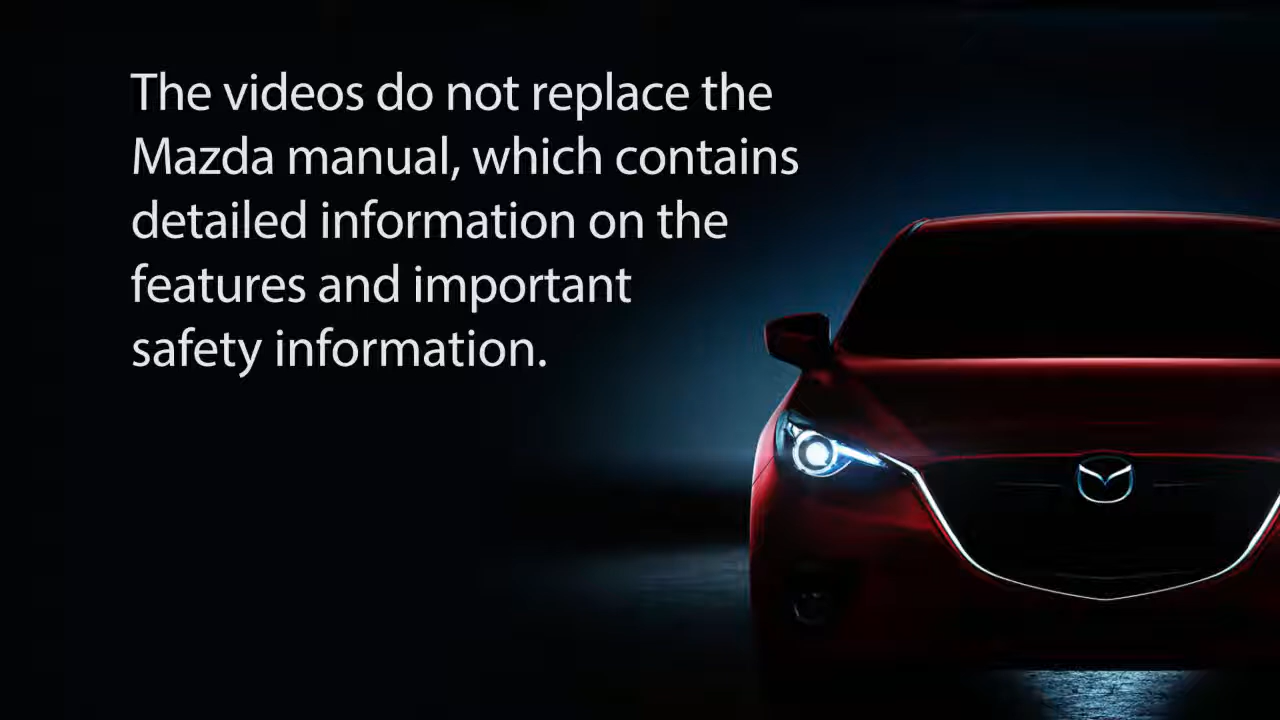 The videos do not replace the
Mazda manual, which contains
detailed information on the
features and important
safety information.